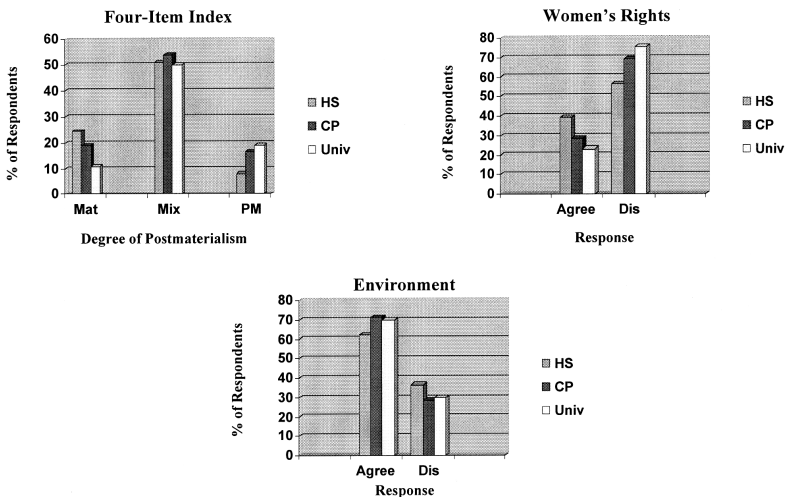 Four-Item Index
% of Respondents
60
50
40
30
20
10
0
Mat Mix PM
Degree of Postmaterialism
HS
CP
Univ
Women's Rights
% of Respondents
80
70
60
50
40
30
20
10
0
Agree Dis
Response
HS
CP
Univ
Environment
% of Respondents
80
70
60
50
40
30
20
10
0
Agree Dis
Response
HS
CP
Univ